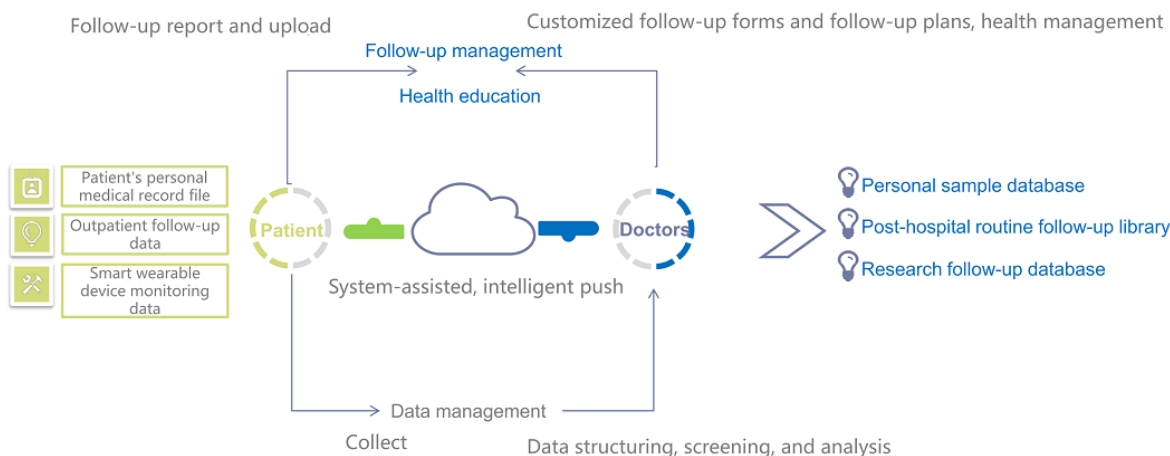 Follow-up report and upload
Customized follow-up forms and follow-up plans, health management
Follow-up management
Health education
Patient's personal
medical record file
Outpatient follow-up
data
Smart wearable
device monitoring
data
Patient
Doctors
System-assisted, intelligent push
Personal sample database
Post-hospital routine follow-up library
Research follow-up database
Data management
Collect
Data structuring, screening, and analysis